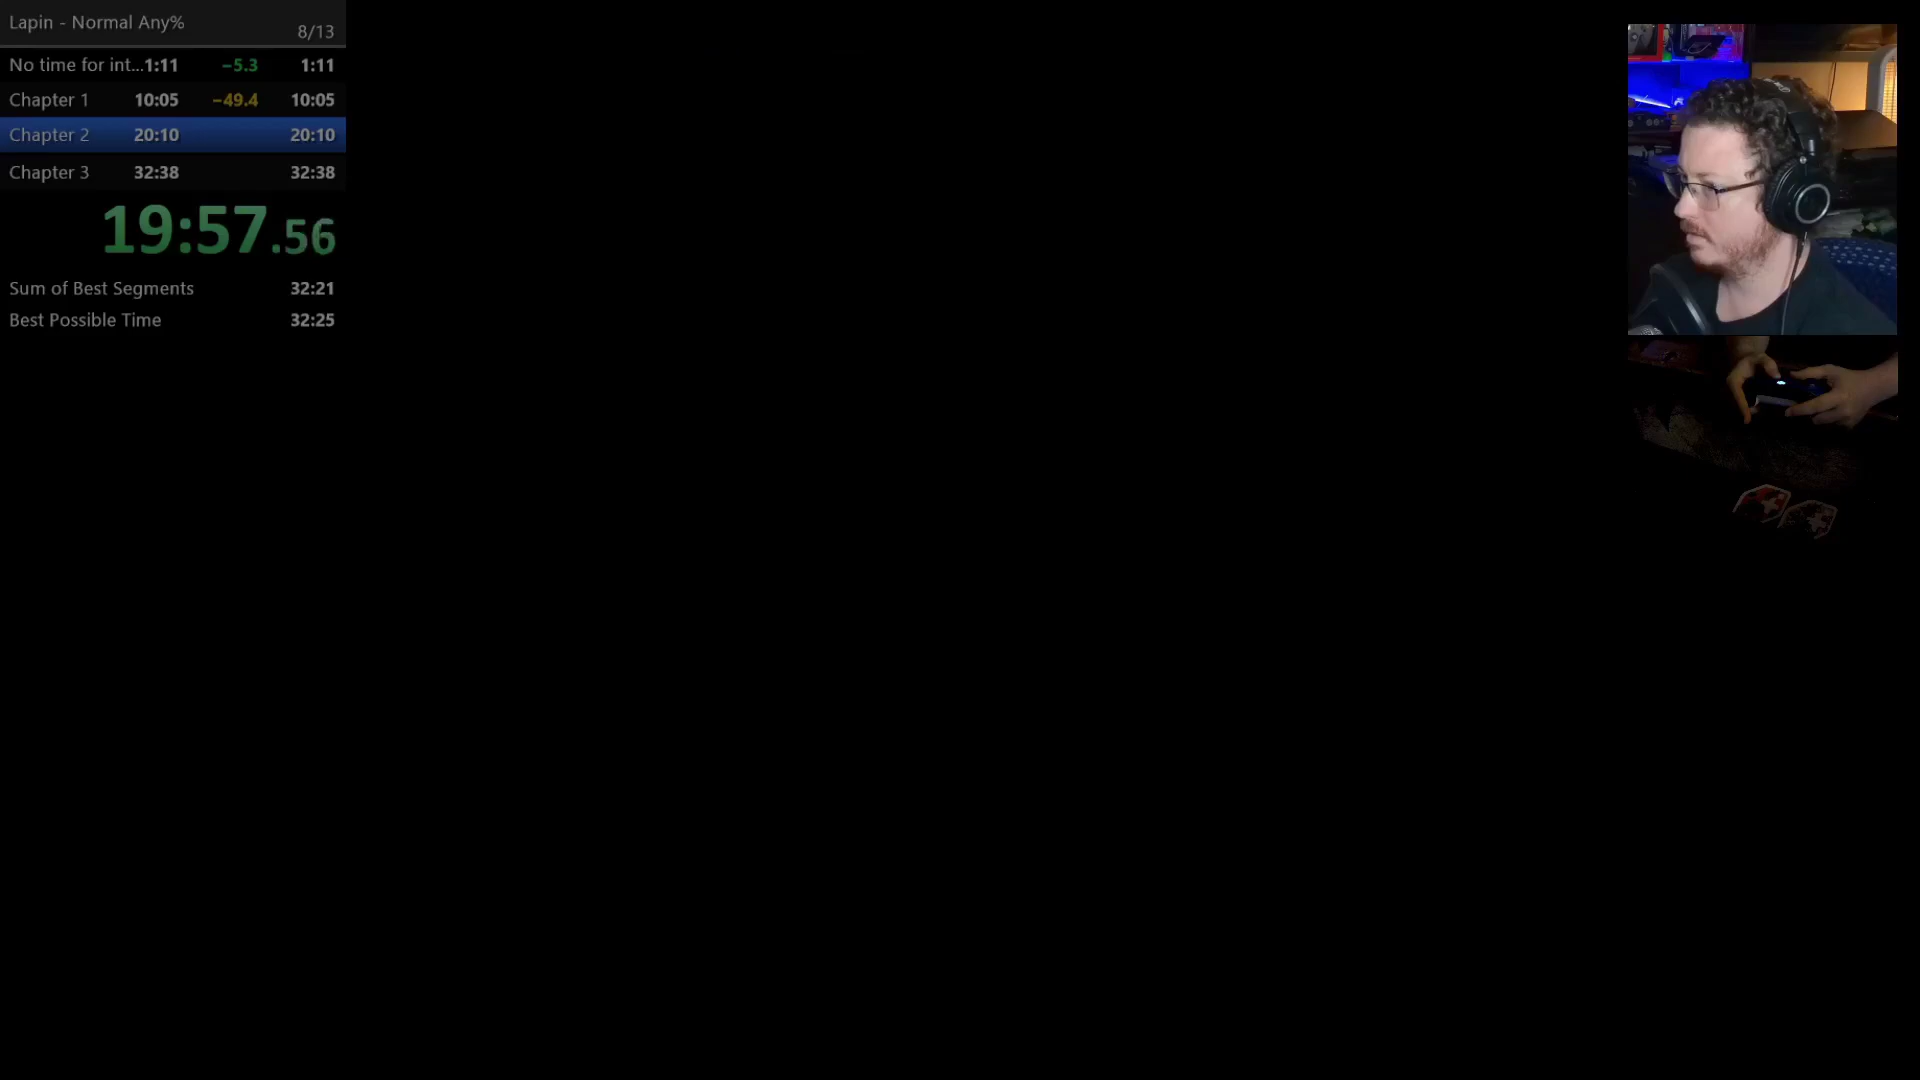 Lapin - Normal Any%
8/13
No time for int... 1:11 −5.3 1:11
Chapter 1 10:05 −49.4 10:05
Chapter 2 20:10 20:10
Chapter 3 32:38 32:38
19:57.56
Sum of Best Segments 32:21
Best Possible Time 32:25